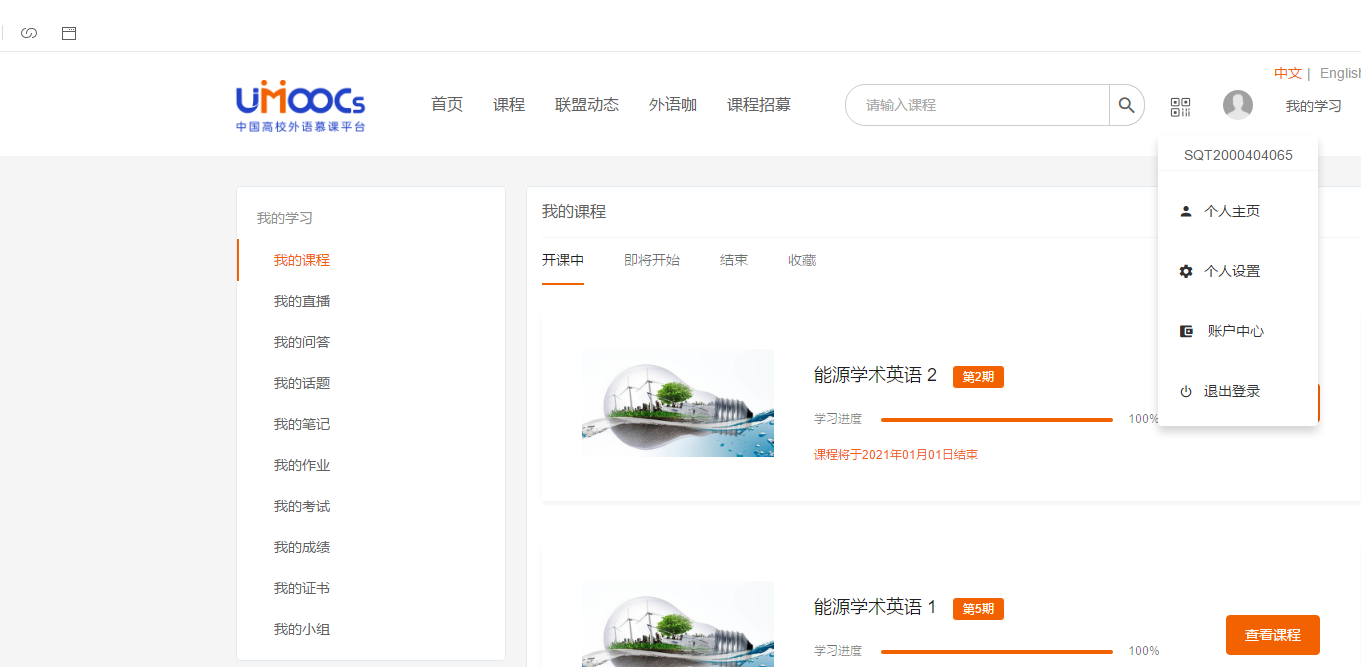 中文 | English
UMOOCs
中国高校外语慕课平台
首页 课程 联盟动态 外语咖 课程招募
请输入课程
我的学习
SQT2000404065
个人主页
个人设置
账户中心
退出登录
我的学习
我的课程
我的直播
我的问答
我的话题
我的笔记
我的作业
我的考试
我的成绩
我的证书
我的小组
我的课程
开课中 即将开始 结束 收藏
能源学术英语 2 第2期
学习进度 100%
课程将于2021年01月01日结束
能源学术英语 1 第5期
学习进度 100%
查看课程